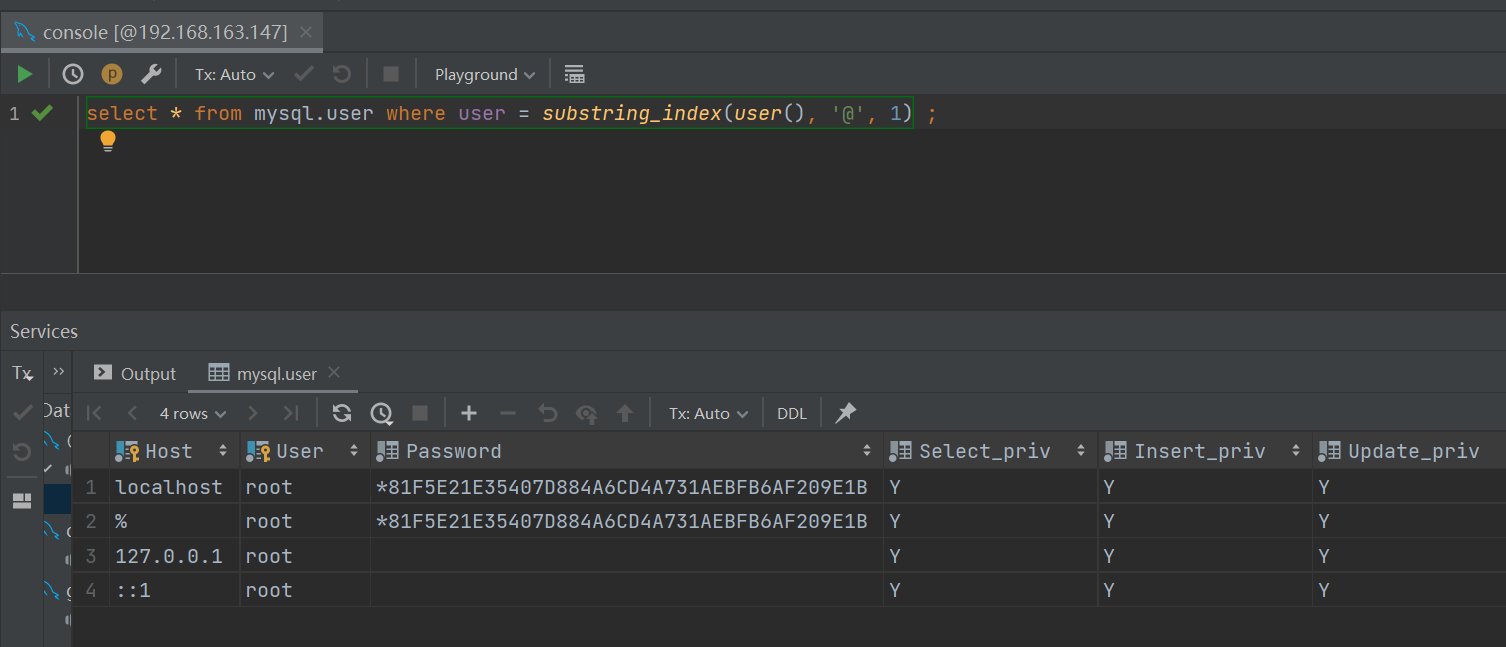 console [@192.168.163.147]
Tx: Auto Playground
1 select * from mysql.user where user = substring_index(user(), '@', 1) ;
Services
Tx Output mysql.user
Dat 4 rows Tx: Auto DDL
Host User Password Select_priv Insert_priv Update_priv
1 localhost root *81F5E21E35407D884A6CD4A731AEBFB6AF209E1B Y Y Y
2 % root *81F5E21E35407D884A6CD4A731AEBFB6AF209E1B Y Y Y
3 127.0.0.1 root Y Y Y
4 ::1 root Y Y Y